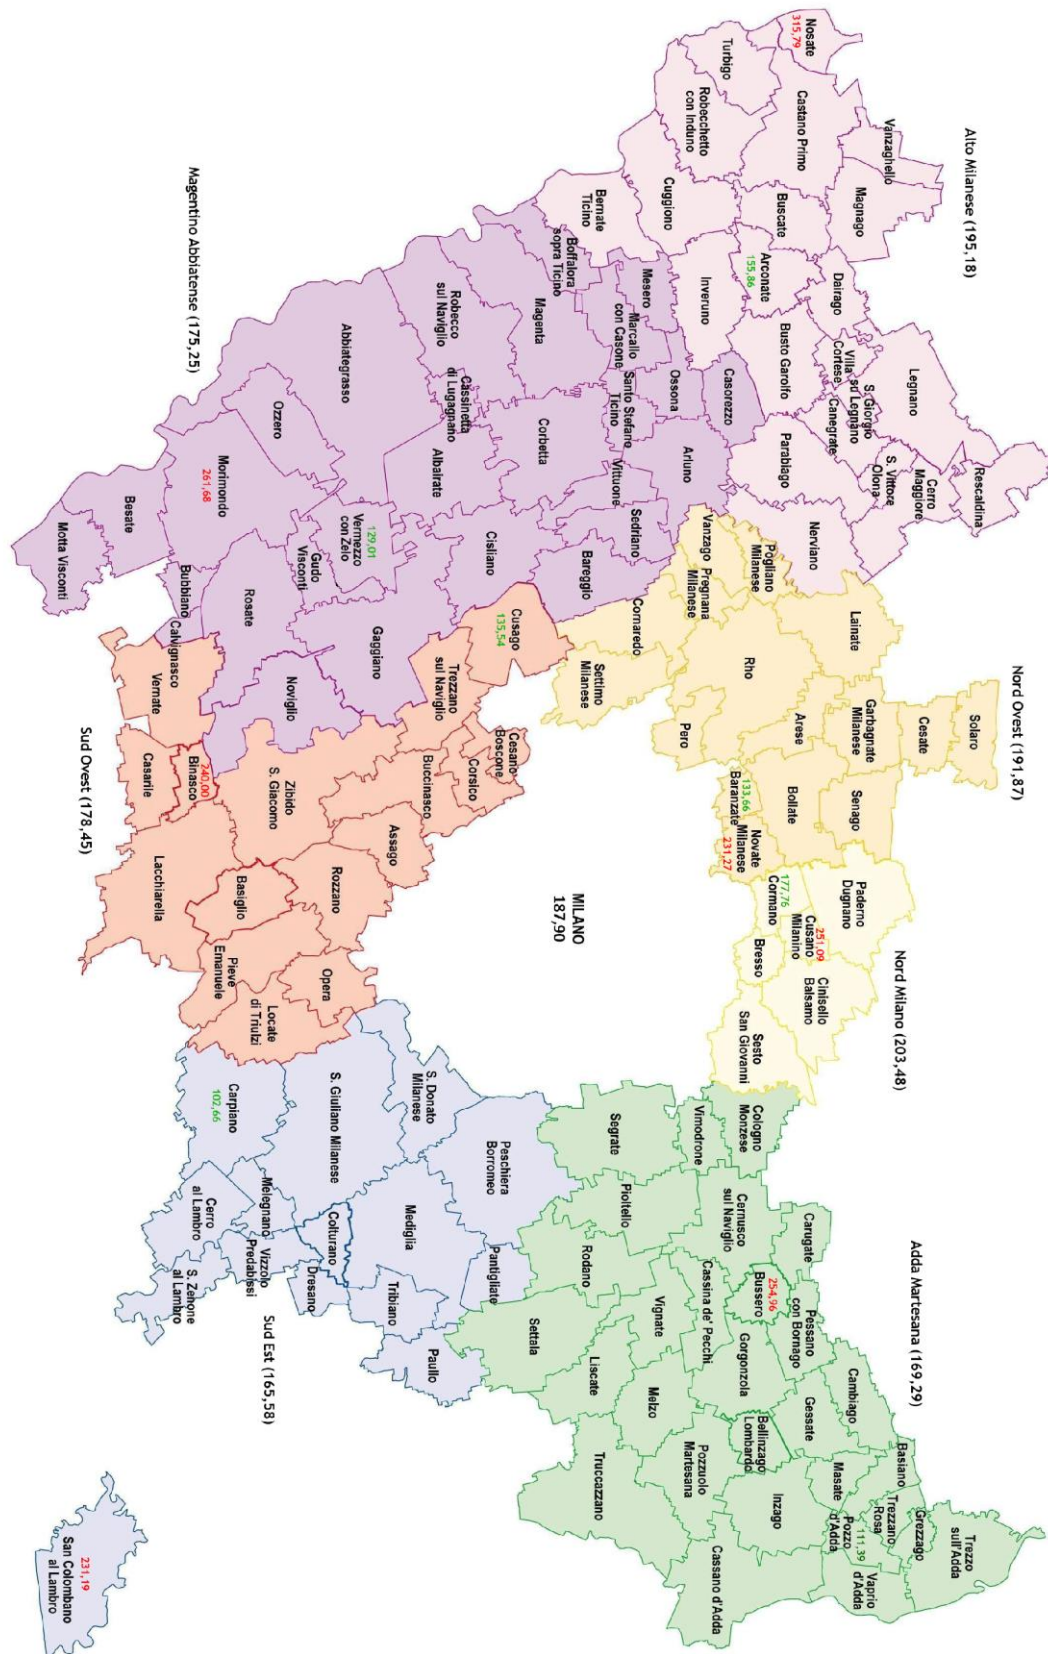 Alto Milanese (195,18)
Nosate
315,79
Vanzaghello
Magnago
Castano Primo
Turbigo
Robecchetto
con Induno
Buscate
Cuggiono
Bernate
Ticino
Arconate
155,86
Inveruno
Dairago
Busto Garolfo
Villa
Cortese
S. Giorgio
su Legnano
Canegrate
Legnano
Parabiago
S. Vittore
Olona
Cerro
Maggiore
Rescaldina
Nerviano
Magentino Abbiatense (175,25)
Boffalora
sopra Ticino
Mesero
Marcallo
con Casone
Casorezzo
Ossona
Santo Stefano
Ticino
Arluno
Magenta
Corbetta
Vittuone
Sedriano
Bareggio
Robecco
sul Naviglio
Cassinetta
di Lugagnano
Abbiategrasso
Albairate
Cisliano
Ozzero
129,01
Vermezzo
con Zelo
Gudo
Visconti
Gaggiano
Morimondo
261,68
Rosate
Noviglio
Besate
Bubbiano
Calvignasco
Motta Visconti
Nord Ovest (191,87)
Pogliano
Milanese
Vanzago
Pregnana
Milanese
Cornaredo
Settimo
Milanese
Lainate
Rho
Pero
Arese
Garbagnate
Milanese
Cesate
Solaro
Senago
Bollate
133,66
Baranzate
Novate
Milanese
231,27
Nord Milano (203,48)
Paderno
Dugnano
177,76
Cormano
251,09
Cusano
Milanino
Bresso
Cinisello
Balsamo
Sesto
San Giovanni
MILANO
187,90
Sud Ovest (178,45)
Cusago
135,54
Trezzano
sul Naviglio
Cesano
Boscone
Corsico
Buccinasco
Assago
Zibido
S. Giacomo
Vernate
240,00
Binasco
Casarile
Rozzano
Basiglio
Lacchiarella
Opera
Pieve
Emanuele
Locate
di Triulzi
Sud Est (165,58)
Carpiano
102,66
S. Giuliano Milanese
S. Donato
Milanese
Peschiera
Borromeo
Mediglia
Pantigliate
Colturano
Melegnano
Cerro
al Lambro
Vizzolo
Predabissi
S. Zenone
al Lambro
Dresano
Tribiano
Paullo
231,19
San Colombano
al Lambro
Adda Martesana (169,29)
Cologno
Monzese
Vimodrone
Segrate
Pioltello
Cernusco
sul Naviglio
Carugate
254,96
Bussero
Pessano
con Bornago
Cassina de' Pecchi
Rodano
Vignate
Gorgonzola
Cambiago
Gessate
Settala
Liscate
Melzo
Bellinzago
Lombardo
Pozzuolo
Martesana
Truccazzano
Inzago
Masate
Basiano
Trezzano
Rosa
Grezzago
111,39
Pozzo
d'Adda
Vaprio
d'Adda
Trezzo
sull'Adda
Cassano d'Adda